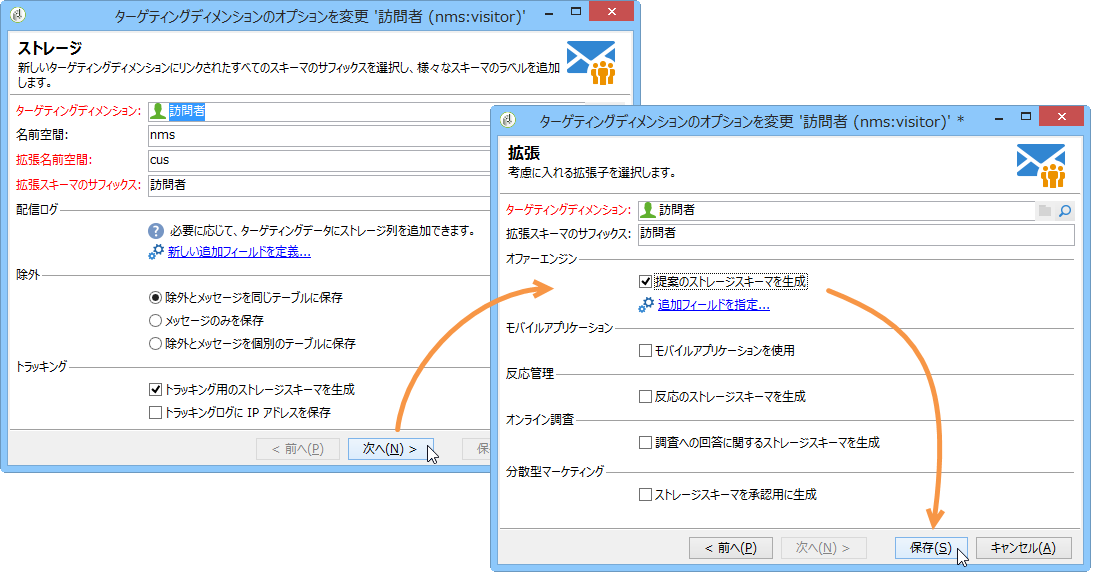 ターゲティングディメンションのオプションを変更 '訪問者 (nms:visitor)'
ストレージ
新しいターゲティングディメンションにリンクされたすべてのスキーマのサフィックスを選択し、様々なスキーマのラベルを追加
します。
ターゲティングディメンション: 訪問者
名前空間: nms
拡張名前空間: cus
拡張スキーマのサフィックス: 訪問者
配信ログ
必要に応じて、ターゲティングデータにストレージ列を追加できます。
新しい追加フィールドを定義...
除外
除外とメッセージを同じテーブルに保存
メッセージのみを保存
除外とメッセージを個別のテーブルに保存
トラッキング
トラッキング用のストレージスキーマを生成
トラッキングログに IP アドレスを保存
< 前へ(P) 次へ(N) > 保
ターゲティングディメンションのオプションを変更 '訪問者 (nms:visitor)' *
拡張
考慮に入れる拡張子を選択します。
ターゲティングディメンション: 訪問者
拡張スキーマのサフィックス: 訪問者
オファーエンジン
提案のストレージスキーマを生成
追加フィールドを指定...
モバイルアプリケーション
モバイルアプリケーションを使用
反応管理
反応のストレージスキーマを生成
オンライン調査
調査への回答に関するストレージスキーマを生成
分散型マーケティング
ストレージスキーマを承認用に生成
< 前へ(P) 次へ(N) > 保存(S) キャンセル(A)